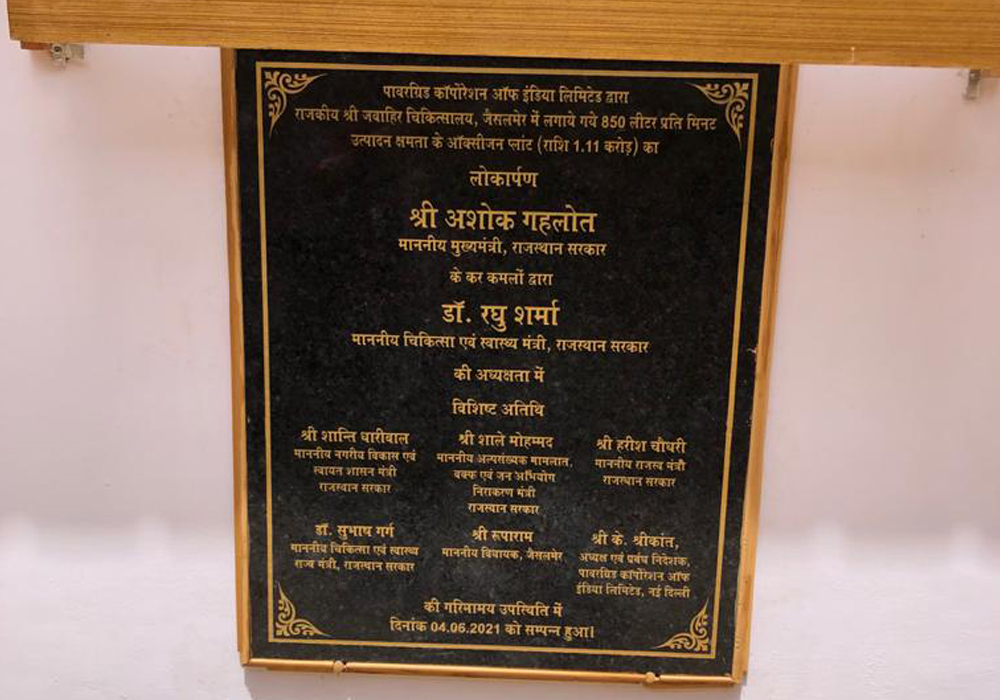 पावरग्रिड कॉर्पोरेशन ऑफ इंडिया लिमिटेड द्वारा
राजकीय श्री जवाहिर चिकित्सालय, जैसलमेर में लगाये गये 850 लीटर प्रति मिनट
उत्पादन क्षमता के ऑक्सीजन प्लांट (राशि 1.11 करोड़) का
लोकार्पण
श्री अशोक गहलोत
माननीय मुख्यमंत्री, राजस्थान सरकार
के कर कमलों द्वारा
डॉ. रघु शर्मा
माननीय चिकित्सा एवं स्वास्थ्य मंत्री, राजस्थान सरकार
की अध्यक्षता में
विशिष्ट अतिथि
श्री शान्ति धारीवाल
माननीय नगरीय विकास एवं
स्वायत शासन मंत्री
राजस्थान सरकार
श्री शाले मोहम्मद
माननीय अल्पसंख्यक मामलात,
वक्फ एवं जन अभियोग
निराकरण मंत्री
राजस्थान सरकार
श्री हरीश चौधरी
माननीय राजस्व मंत्री
राजस्थान सरकार
डॉ. सुभाष गर्ग
माननीय चिकित्सा एवं स्वास्थ्य
राज्य मंत्री, राजस्थान सरकार
श्री रुपाराम
माननीय विधायक, जैसलमेर
श्री के. श्रीकांत,
अध्यक्ष एवं प्रबंध निदेशक,
पावरग्रिड कॉर्पोरेशन ऑफ
इंडिया लिमिटेड, नई दिल्ली
की गरिमामय उपस्थिति में
दिनांक 04.06.2021 को सम्पन्न हुआ।